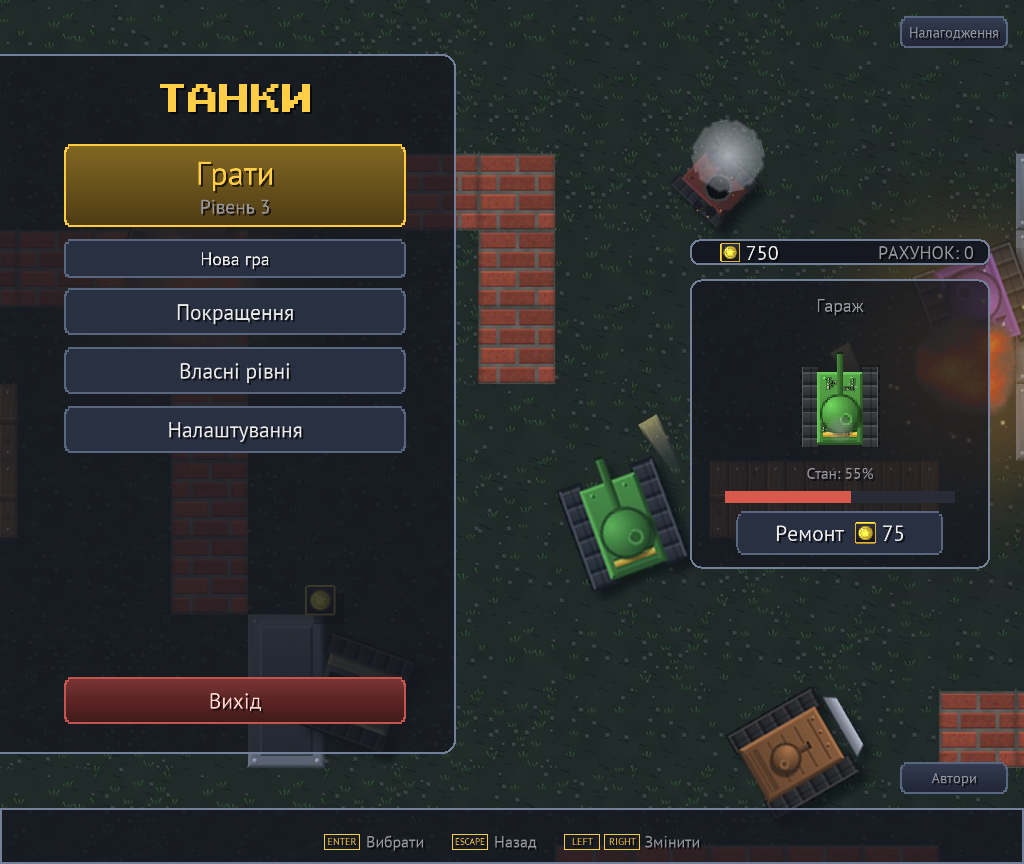 Налагодження
ТАНКИ
Грати
Рівень 3
Нова гра
Покращення
Власні рівні
Налаштування
Вихід
750 РАХУНОК: 0
Гараж
Стан: 55%
Ремонт 75
Автори
ENTER Вибрати ESCAPE Назад LEFT RIGHT Змінити